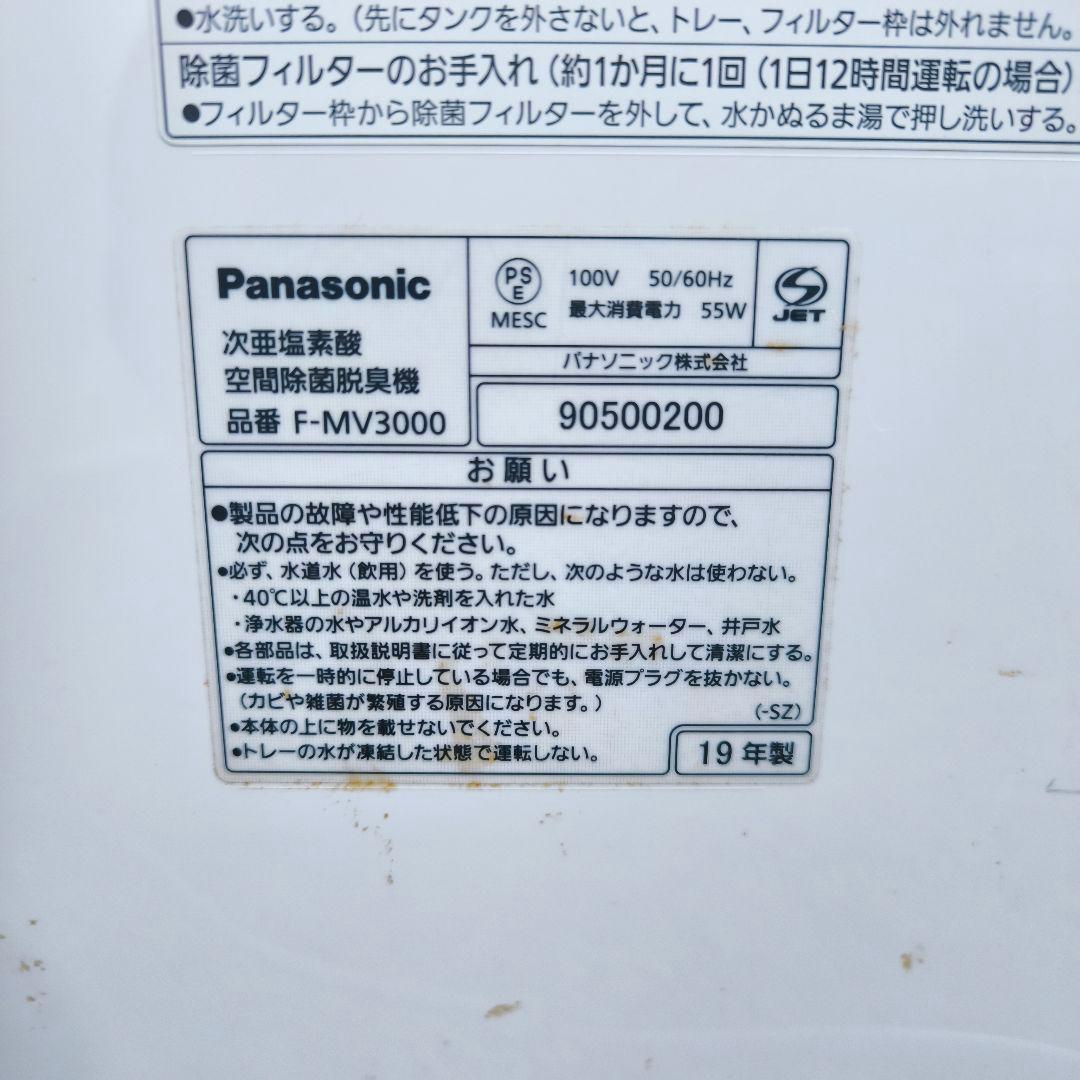 ●水洗いする。（先にタンクを外さないと、トレー、フィルター枠は外れません。
除菌フィルターのお手入れ（約1か月に1回（1日12時間運転の場合）
●フィルター枠から除菌フィルターを外して、水かぬるま湯で押し洗いする。
Panasonic
次亜塩素酸
空間除菌脱臭機
品番 F-MV3000
PS
E
MESC
100V 50/60Hz
最大消費電力 55W
S
JET
パナソニック株式会社
90500200
お願い
●製品の故障や性能低下の原因になりますので、
次の点をお守りください。
●必ず、水道水（飲用）を使う。ただし、次のような水は使わない。
・40℃以上の温水や洗剤を入れた水
・浄水器の水やアルカリイオン水、ミネラルウォーター、井戸水
●各部品は、取扱説明書に従って定期的にお手入れして清潔にする。
●運転を一時的に停止している場合でも、電源プラグを抜かない。
（カビや雑菌が繁殖する原因になります。）
●本体の上に物を載せないでください。
●トレーの水が凍結した状態で運転しない。
（-SZ）
19年製